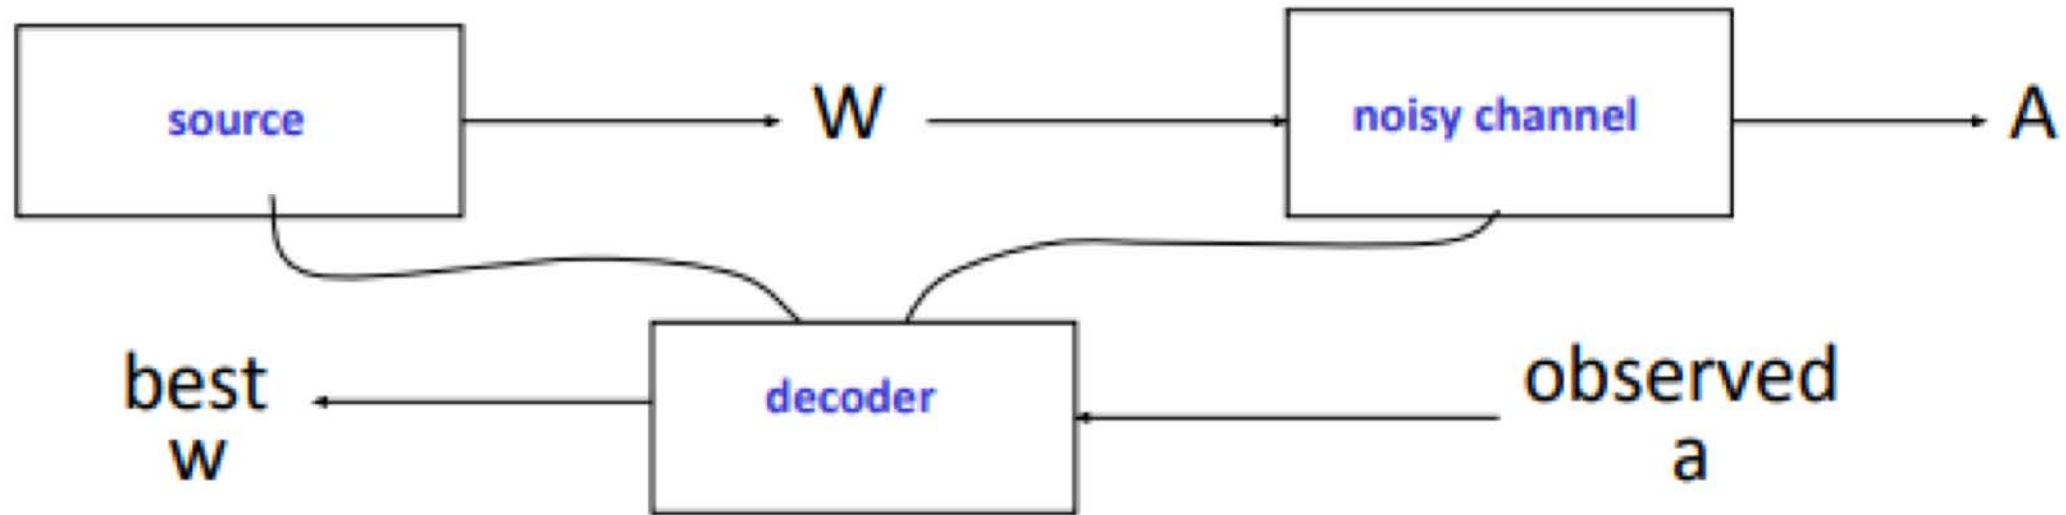 source
W
noisy channel
A
best
w
decoder
observed
a